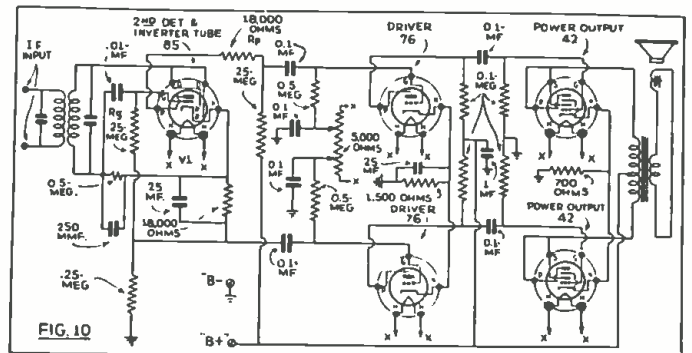 I F
INPUT
.01-
MF
2ND DET &
INVERTER TUBE
85
18,000
OHMS
Rp
0.1-
MF
DRIVER
76
0.1-
MF
POWER OUTPUT
42
Rg
25-
MEG
25-
MEG
0.5
MEG
0.1
MF
X
5,000
OHMS
X
0.1-
MEG
V1
H
H
X
X
0.5-
MEG.
25
MF.
18,000
OHMS
0.1
MF
0.5-
MEG
25
MF
1,500 OHMS
1
MF
700
OHMS
250
MMF.
DRIVER
76
POWER OUTPUT
42
.25-
MEG
0.1-
MF
0.1-
MF
"B-"
"B+"
H
H
X
X
FIG. 10